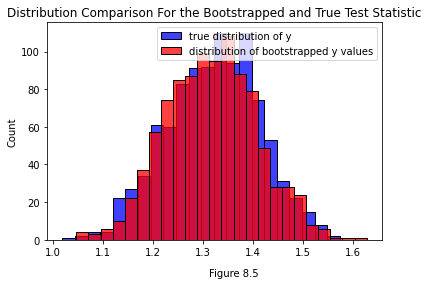 Distribution Comparison For the Bootstrapped and True Test Statistic
true distribution of y
distribution of bootstrapped y values
100
80
60
40
20
0
Count
1.0 1.1 1.2 1.3 1.4 1.5 1.6
Figure 8.5